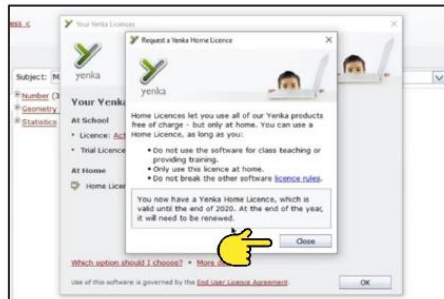 ess <
Your Yenka Licences
Request a Yenka Home Licence
yenka
yenka
Subject: M
Number (3
Geometry
Statistics
Your Yenka
At School
• Licence: Act
• Trial Licence
At Home
Home Licen
Home Licences let you use all of our Yenka products
free of charge - but only at home. You can use a
Home Licence, as long as you:
• Do not use the software for class teaching or
providing training.
• Only use this licence at home.
• Do not break the other software licence rules.
You now have a Yenka Home Licence, which is
valid until the end of 2020. At the end of the year,
it will need to be renewed.
Close
Which option should I choose? • More
Use of this software is governed by the End User Licence Agreement.
OK